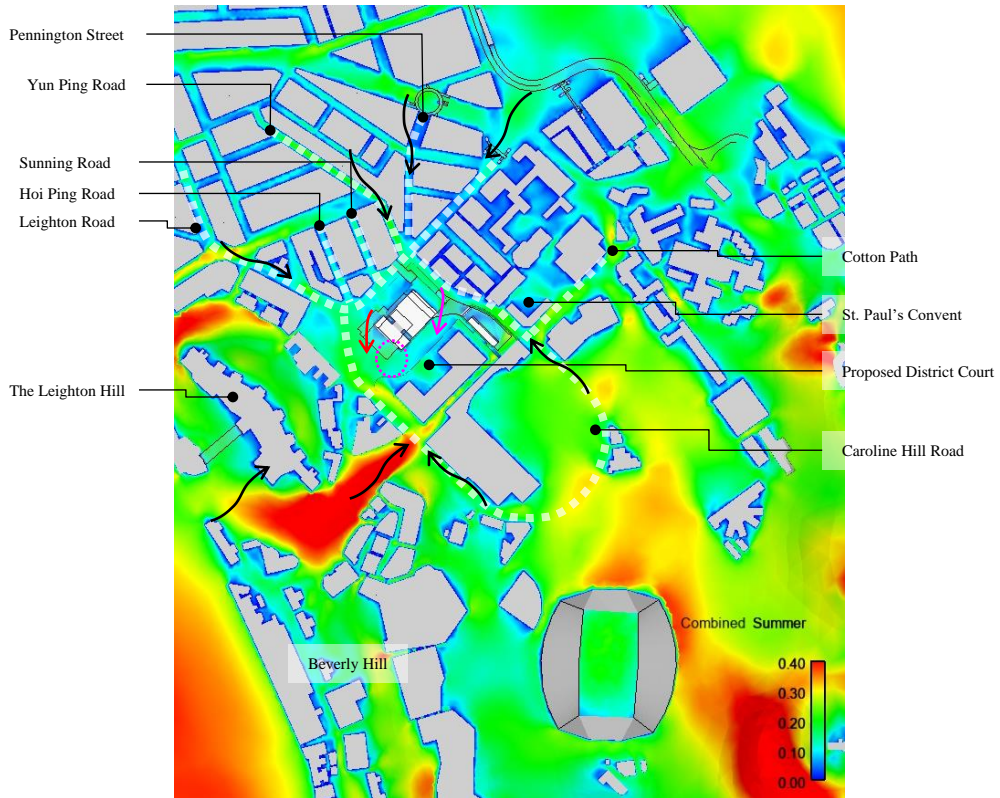 Pennington Street
Yun Ping Road
Sunning Road
Hoi Ping Road
Leighton Road
Cotton Path
St. Paul's Convent
Proposed District Court
The Leighton Hill
Caroline Hill Road
Combined Summer
Beverly Hill
0.40
0.30
0.20
0.10
0.00